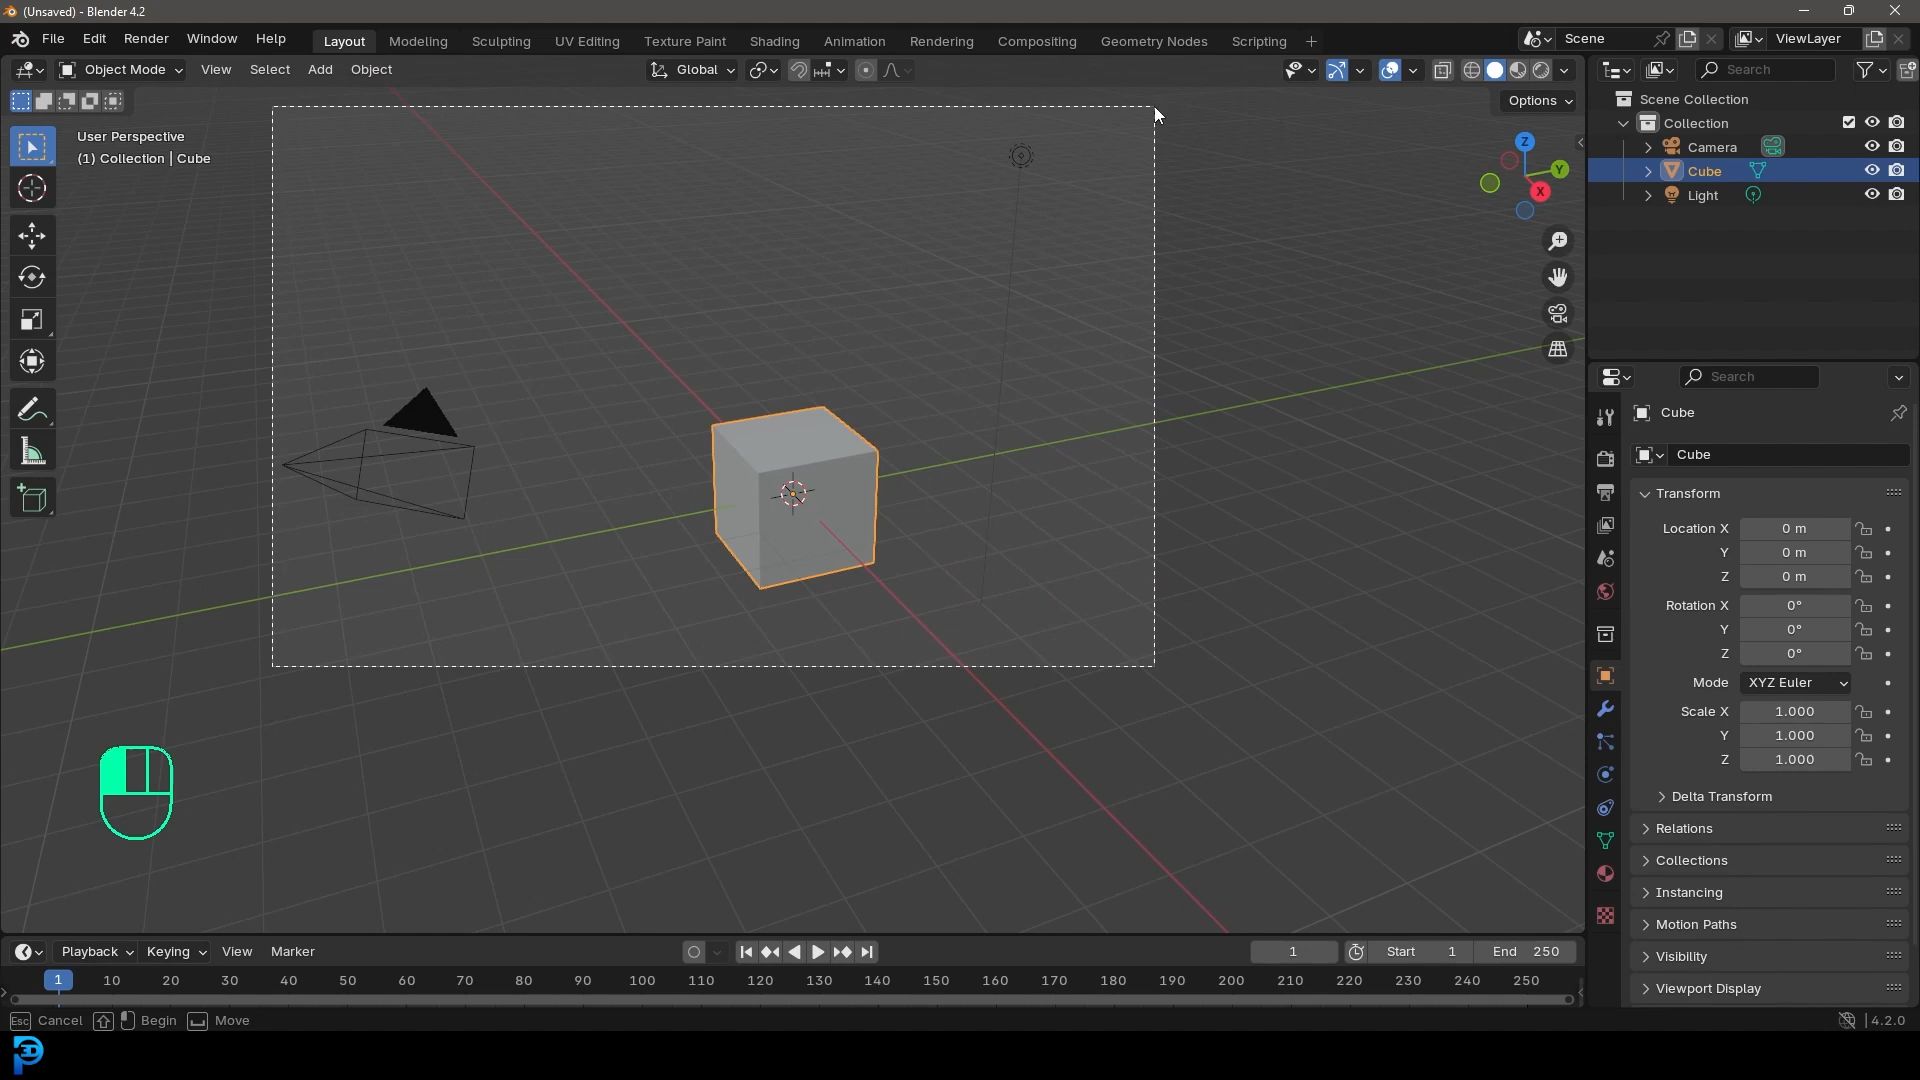 (Unsaved) - Blender 4.2
File Edit Render Window Help Layout Modeling Sculpting UV Editing Texture Paint Shading Animation Rendering Compositing Geometry Nodes Scripting + Scene ViewLayer
Object Mode View Select Add Object Global Search
Options
User Perspective
(1) Collection | Cube
Z
Y
X
Scene Collection
Collection
Camera
Cube
Light
Search
Cube
Cube
Transform
Location X 0 m
Y 0 m
Z 0 m
Rotation X 0°
Y 0°
Z 0°
Mode XYZ Euler
Scale X 1.000
Y 1.000
Z 1.000
Delta Transform
Relations
Collections
Instancing
Motion Paths
Visibility
Viewport Display
Playback Keying View Marker 1 Start 1 End 250
1 10 20 30 40 50 60 70 80 90 100 110 120 130 140 150 160 170 180 190 200 210 220 230 240 250
Esc Cancel Begin Move 4.2.0
3D